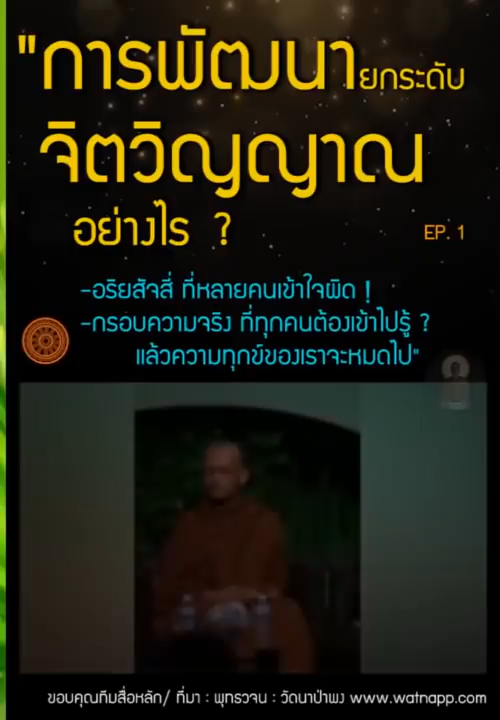 "การพัฒนายกระดับ
จิตวิญญาณ
อย่างไร ?
EP. 1
-อริยสัจสี่ ที่หลายคนเข้าใจผิด !
-กรอบความจริง ที่ทุกคนต้องเข้าไปรู้ ?
แล้วความทุกข์ของเราจะหมดไป"
ขอบคุณทีมสื่อหลัก/ ที่มา : พุทธวจน : วัดนาป่าพง www.watnapp.com